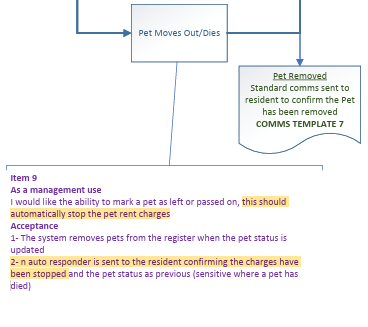 Pet Moves Out/Dies
Pet Removed
Standard comms sent to
resident to confirm the Pet
has been removed
COMMS TEMPLATE 7
Item 9
As a management use
I would like the ability to mark a pet as left or passed on, this should
automatically stop the pet rent charges
Acceptance
1- The system removes pets from the register when the pet status is
updated
2- n auto responder is sent to the resident confirming the charges have
been stopped and the pet status as previous (sensitive where a pet has
died)